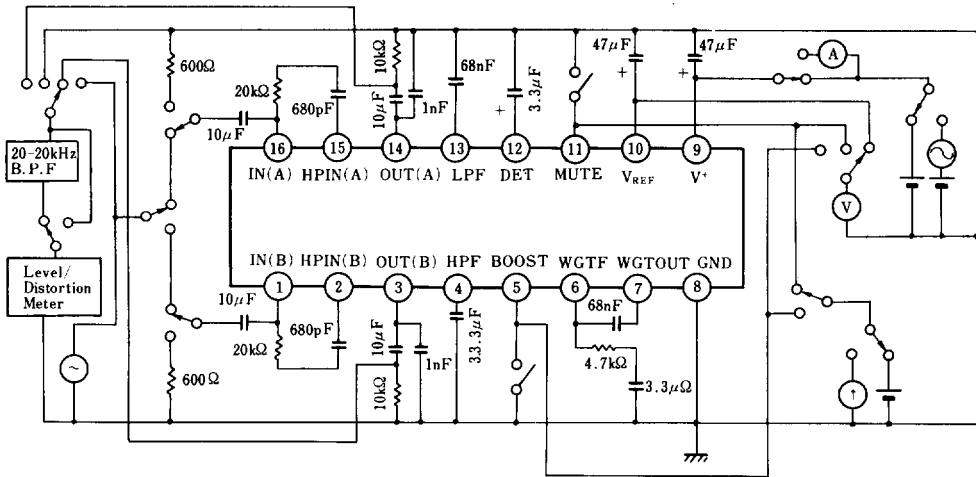 47μF
47μF
A
600Ω
10kΩ
68nF
3.3μF
20kΩ
680pF
10μF
1nF
10μF
16 15 14 13 12 11 10 9
IN(A) HPIN(A) OUT(A) LPF DET MUTE VREF V+
20-20kHz
B.P.F
V
IN(B) HPIN(B) OUT(B) HPF BOOST WGTF WGTOUT GND
1 2 3 4 5 6 7 8
Level/
Distortion
Meter
10μF
680pF
10μF
1nF
33.3μF
68nF
20kΩ
4.7kΩ
600Ω
10kΩ
3.3μΩ